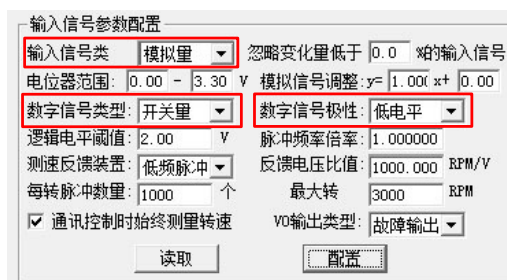 输入信号参数配置
输入信号类 模拟量 忽略变化量低于 0.0 %的输入信号
电位器范围: 0.00 - 3.30 V 模拟信号调整:y= 1.00( x+ 0.00
数字信号类型: 开关量 数字信号极性: 低电平
逻辑电平阈值: 2.00 V 脉冲频率倍率: 1.000000
测速反馈装置: 低频脉冲 反馈电压比值: 1000.000 RPM/V
每转脉冲数量: 1000 个 最大转 3000 RPM
通讯控制时始终测量转速 VO输出类型: 故障输出
读取 配置